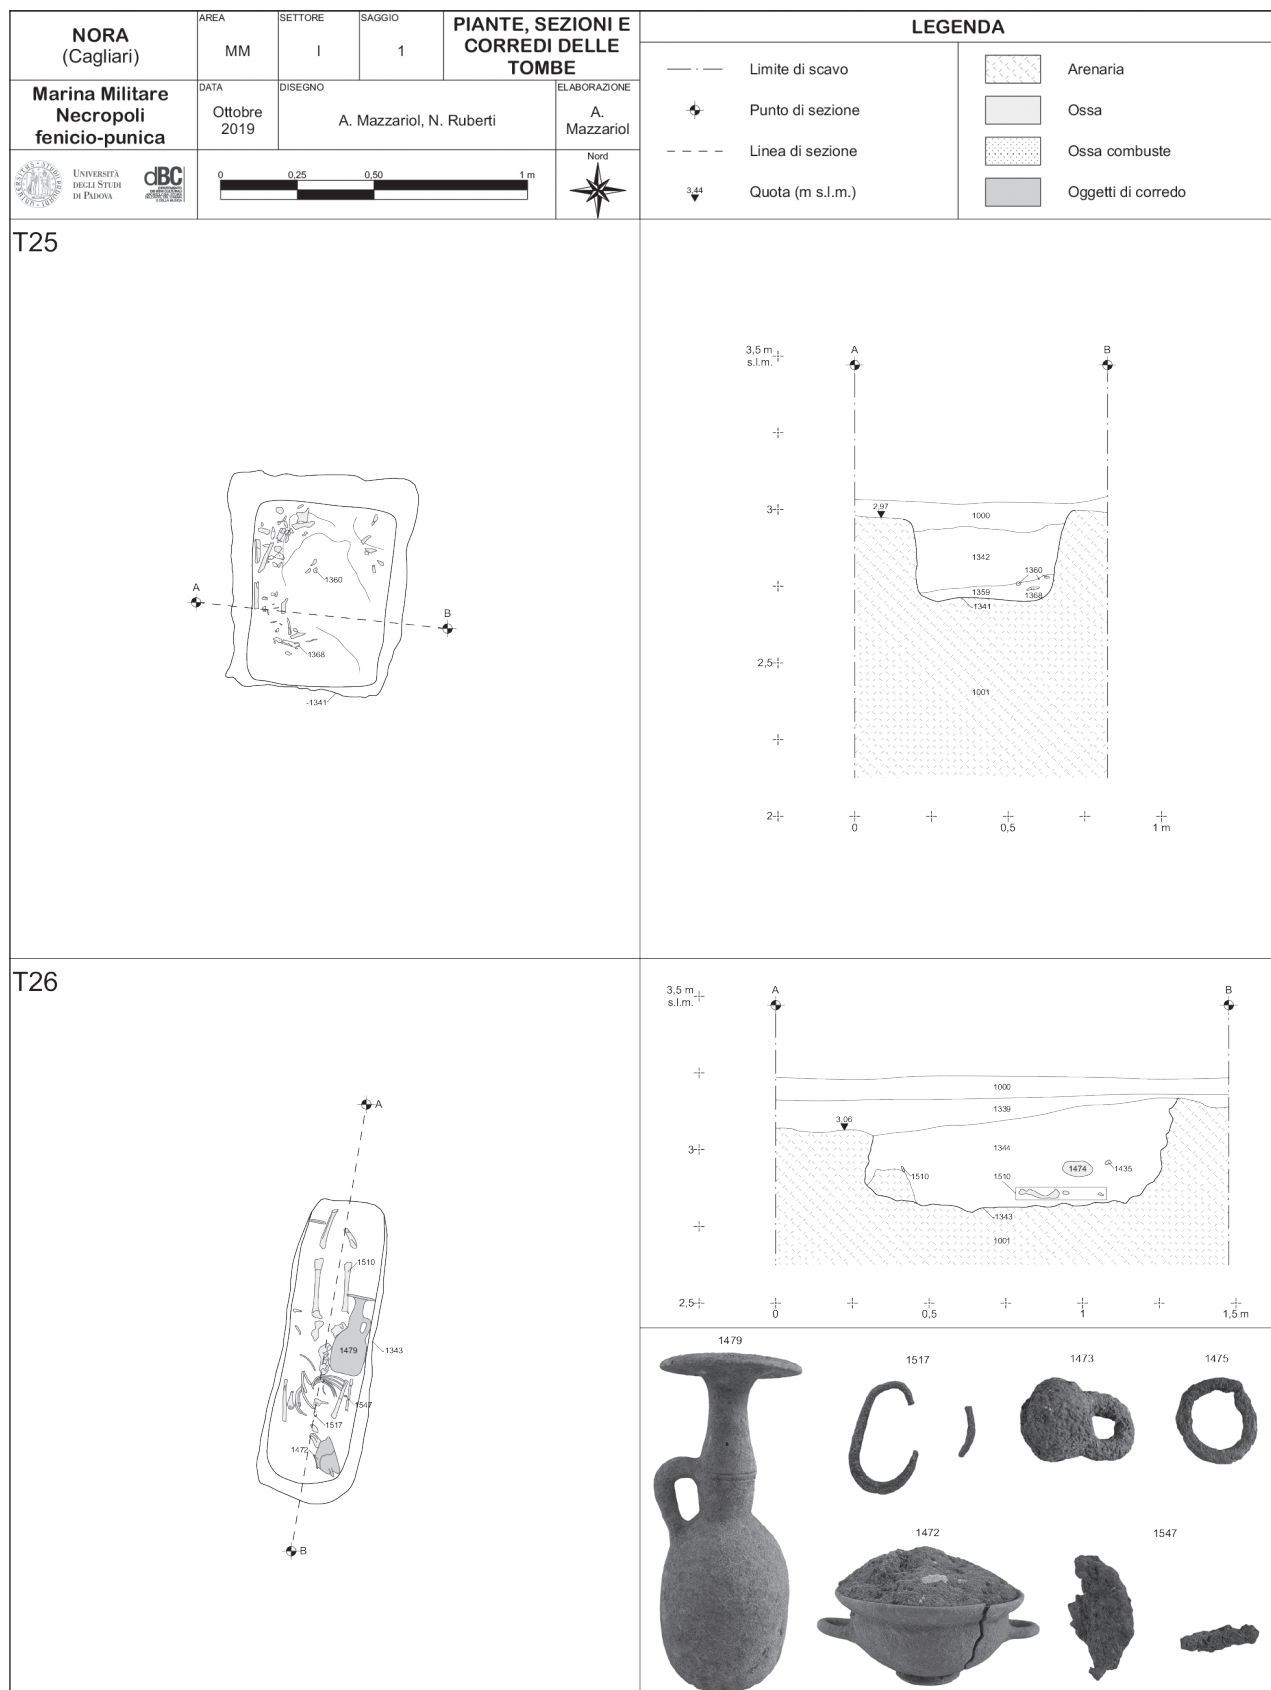 NORA
(Cagliari)
AREA
MM
SETTORE
I
SAGGIO
1
PIANTE, SEZIONI E
CORREDI DELLE
TOMBE
Marina Militare
Necropoli
fenicio-punica
DATA
Ottobre
2019
DISEGNO
A. Mazzariol, N. Ruberti
ELABORAZIONE
A.
Mazzariol
UNIVERSITÀ
DEGLI STUDI
DI PADOVA
dBC
0 0,25 0,50 1 m
Nord
LEGENDA
Limite di scavo
Punto di sezione
Linea di sezione
3,44
Quota (m s.l.m.)
Arenaria
Ossa
Ossa combuste
Oggetti di corredo
T25
1360
A
B
1368
-1341
3,5 m
s.l.m.
A
B
3
2,97
1000
1342
1360
1359
1368
1341
2,5
1001
2
0 0,5 1 m
T26
A
1510
1479
1343
1547
1517
1472
B
3,5 m
s.l.m.
A
B
1000
1339
3,06
3
1344
1474
1435
1510
1510
1343
1001
2,5
0 0,5 1 1,5 m
1479
1517
1473
1475
1472
1547